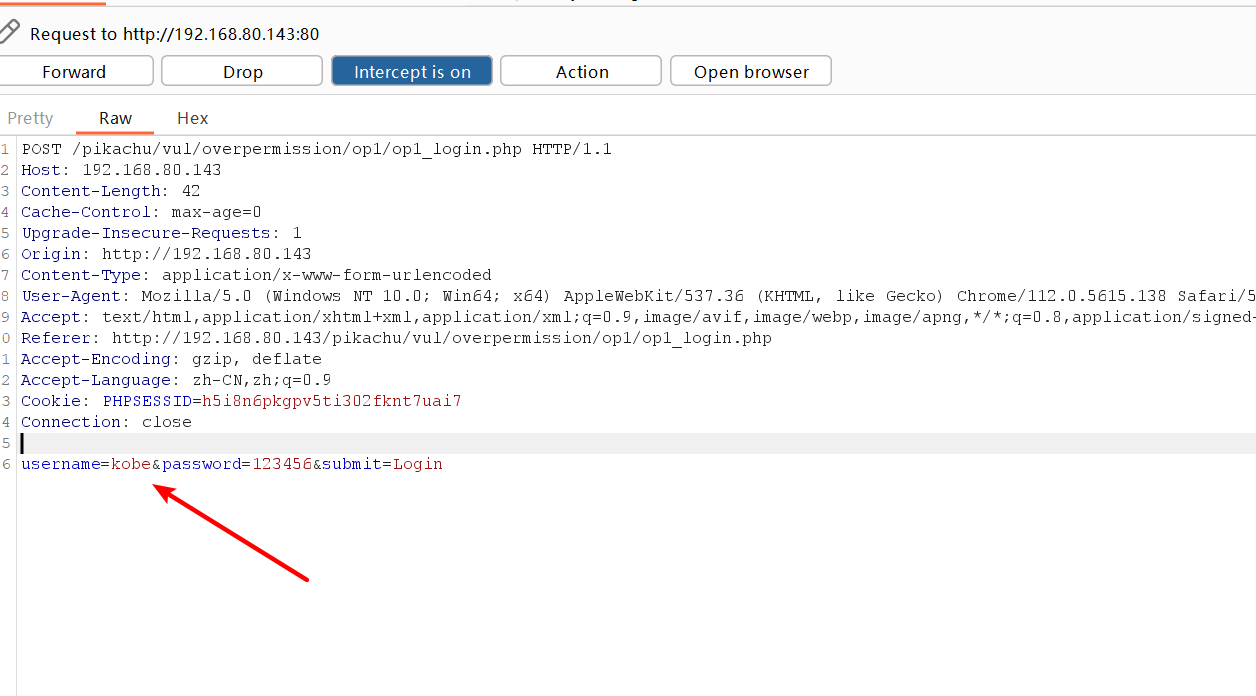 Request to http://192.168.80.143:80
Forward Drop Intercept is on Action Open browser
Pretty Raw Hex
1 POST /pikachu/vul/overpermission/op1/op1_login.php HTTP/1.1
2 Host: 192.168.80.143
3 Content-Length: 42
4 Cache-Control: max-age=0
5 Upgrade-Insecure-Requests: 1
6 Origin: http://192.168.80.143
7 Content-Type: application/x-www-form-urlencoded
8 User-Agent: Mozilla/5.0 (Windows NT 10.0; Win64; x64) AppleWebKit/537.36 (KHTML, like Gecko) Chrome/112.0.5615.138 Safari/5
9 Accept: text/html,application/xhtml+xml,application/xml;q=0.9,image/avif,image/webp,image/apng,*/*;q=0.8,application/signed-
0 Referer: http://192.168.80.143/pikachu/vul/overpermission/op1/op1_login.php
1 Accept-Encoding: gzip, deflate
2 Accept-Language: zh-CN,zh;q=0.9
3 Cookie: PHPSESSID=h5i8n6pkgpv5ti302fknt7uai7
4 Connection: close
5
6 username=kobe&password=123456&submit=Login